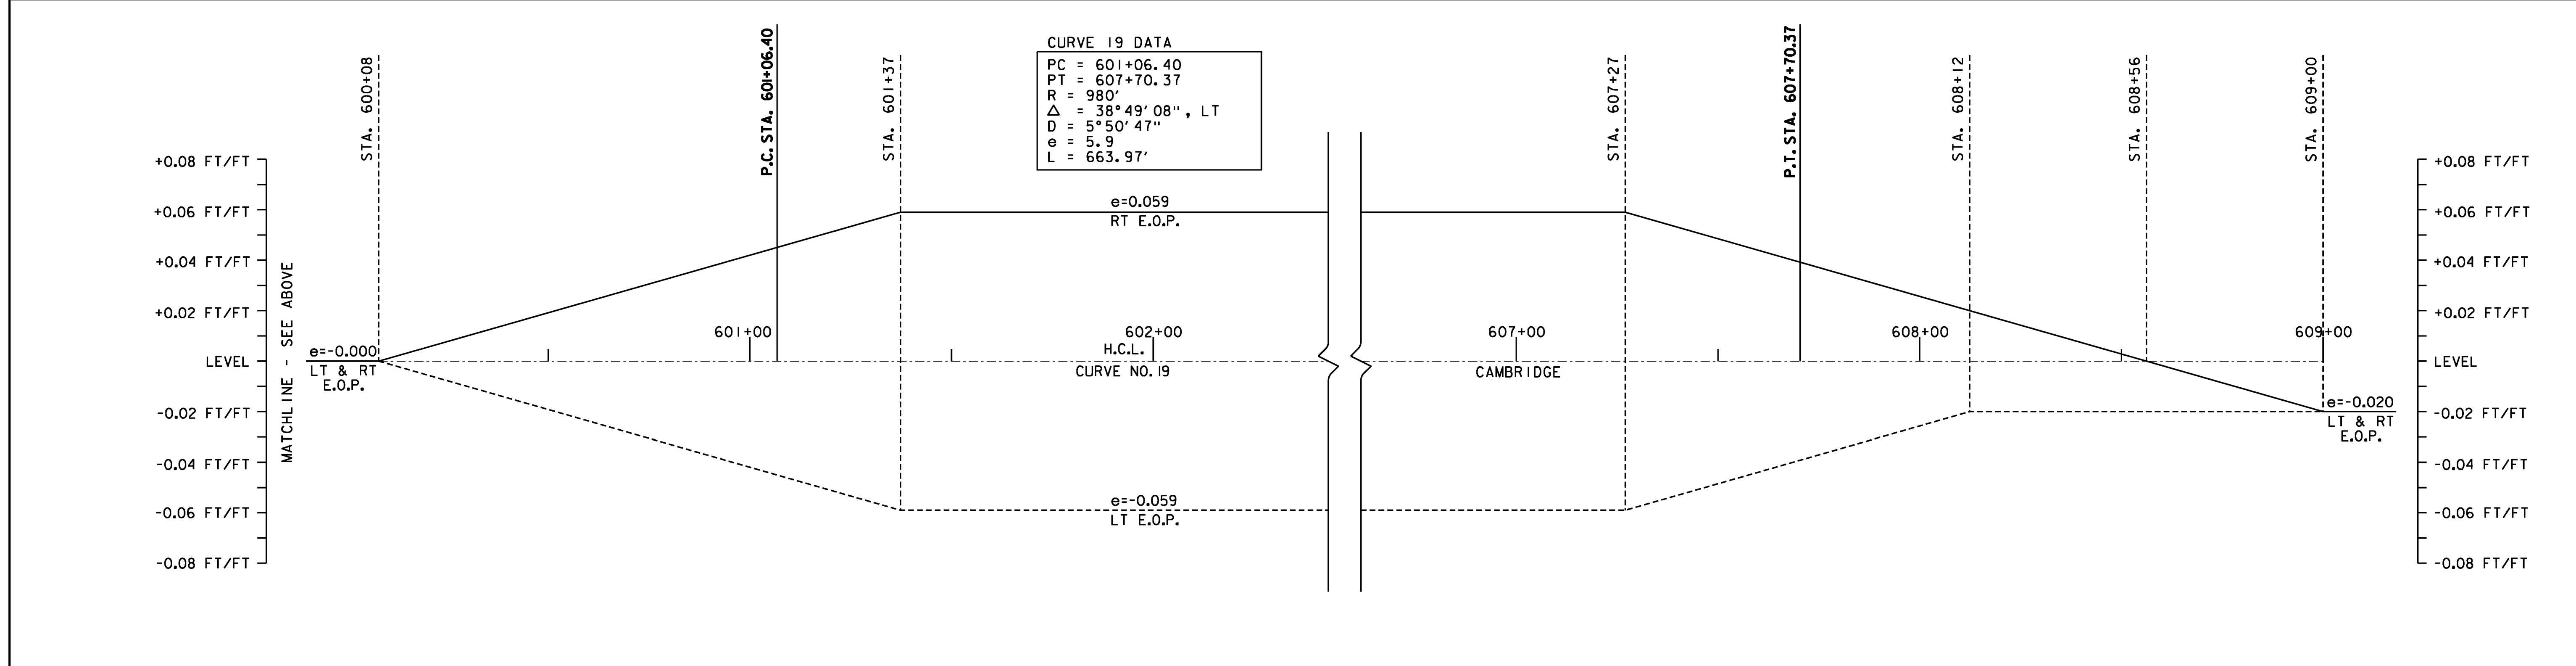 CURVE 19 DATA
PC = 601+06.40
PT = 607+70.37
R = 980'
Δ = 38°49'08", LT
D = 5°50'47"
e = 5.9
L = 663.97'
STA. 600+08
P.C. STA. 601+06.40
STA. 601+37
STA. 607+27
P.T. STA. 607+70.37
STA. 608+12
STA. 608+56
STA. 609+00
+0.08 FT/FT
+0.06 FT/FT
+0.04 FT/FT
+0.02 FT/FT
LEVEL
-0.02 FT/FT
-0.04 FT/FT
-0.06 FT/FT
-0.08 FT/FT
MATCHLINE - SEE ABOVE
e=-0.000
LT & RT
E.O.P.
e=0.059
RT E.O.P.
601+00
602+00
607+00
608+00
609+00
H.C.L.
CURVE NO. 19
CAMBRIDGE
e=-0.059
LT E.O.P.
e=-0.020
LT & RT
E.O.P.
+0.08 FT/FT
+0.06 FT/FT
+0.04 FT/FT
+0.02 FT/FT
LEVEL
-0.02 FT/FT
-0.04 FT/FT
-0.06 FT/FT
-0.08 FT/FT